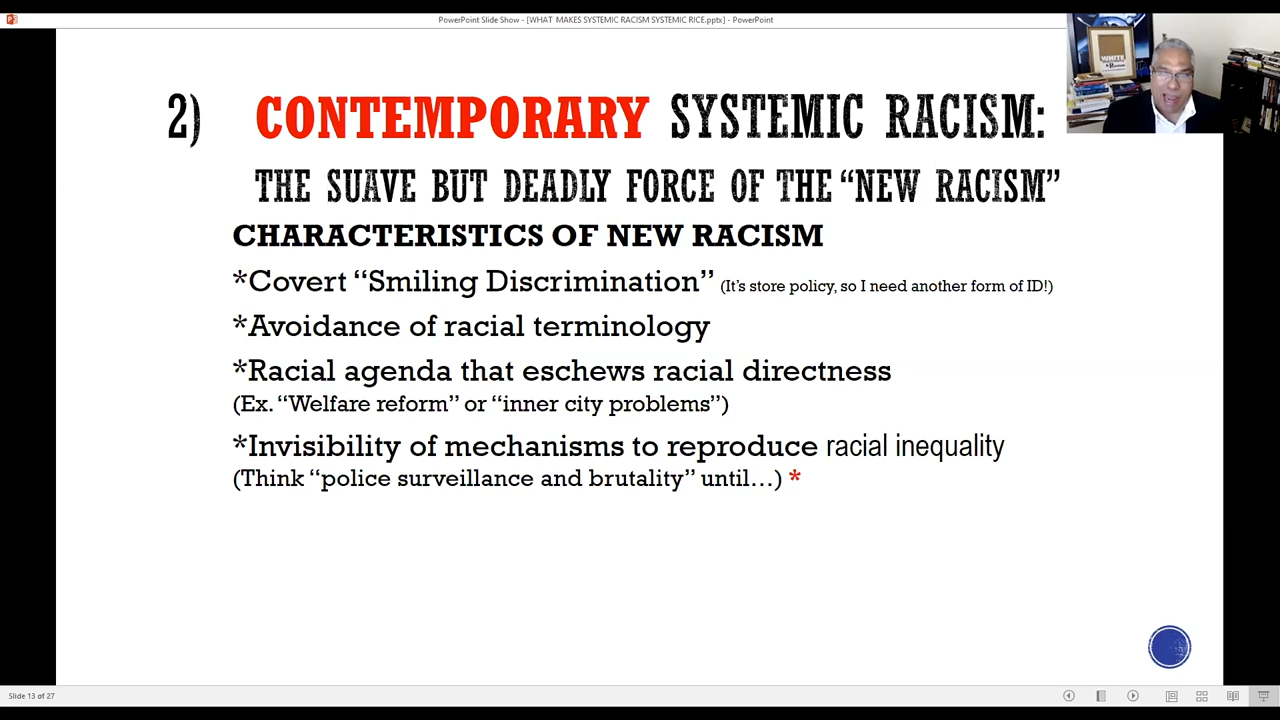 PowerPoint Slide Show - [WHAT MAKES SYSTEMIC RACISM SYSTEMIC RICE.pptx] - PowerPoint
WHITE
2) CONTEMPORARY SYSTEMIC RACISM:
THE SUAVE BUT DEADLY FORCE OF THE “NEW RACISM”
CHARACTERISTICS OF NEW RACISM
*Covert “Smiling Discrimination” (It’s store policy, so I need another form of ID!)
*Avoidance of racial terminology
*Racial agenda that eschews racial directness
(Ex. “Welfare reform” or “inner city problems”)
*Invisibility of mechanisms to reproduce racial inequality
(Think “police surveillance and brutality” until...) *
Slide 13 of 27